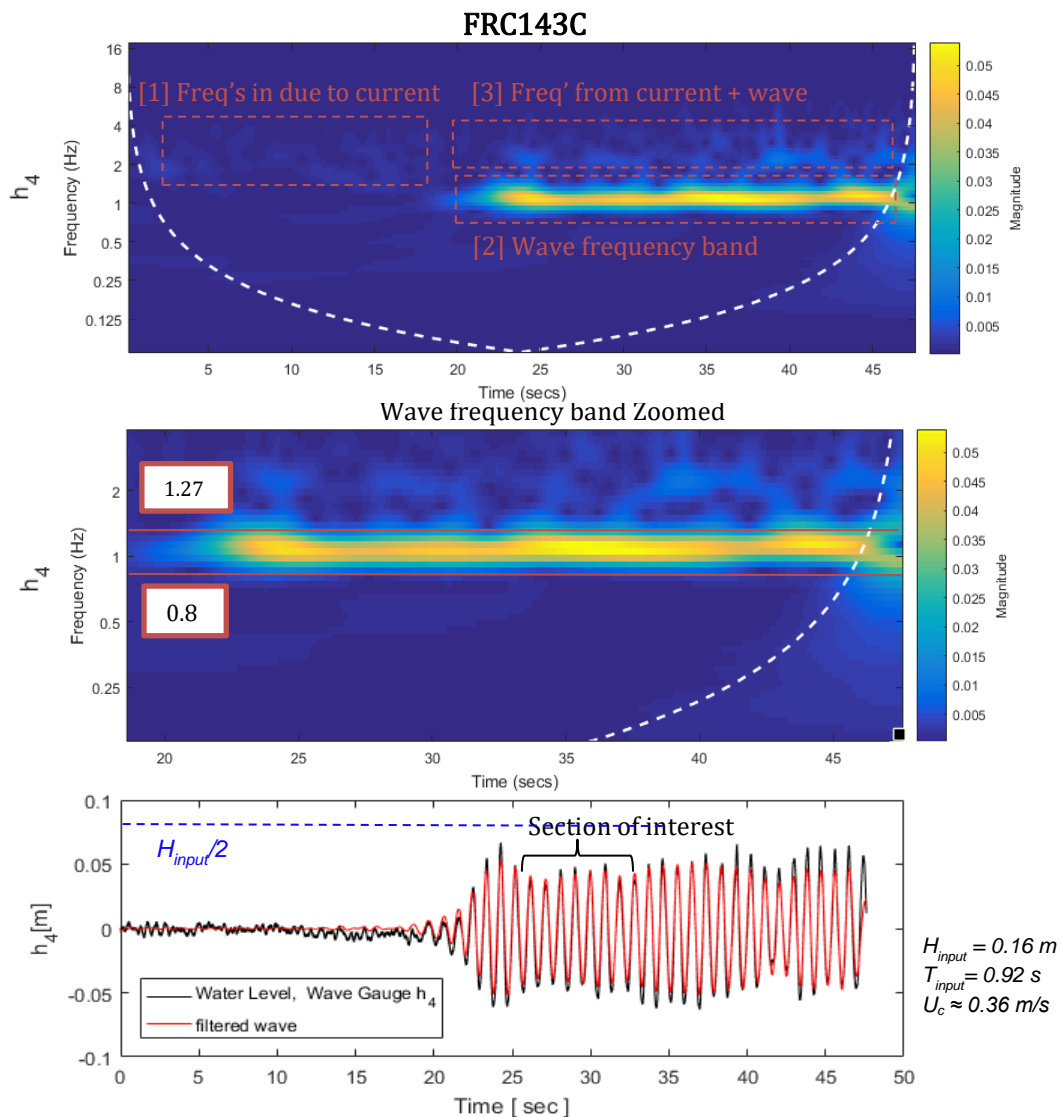 FRC143C
16
8
4
2
1
0.5
0.25
0.125
h4
Frequency (Hz)
[1] Freq's in due to current
[3] Freq' from current + wave
[2] Wave frequency band
5 10 15 20 25 30 35 40 45
Time (secs)
0.05
0.045
0.04
0.035
0.03
0.025
0.02
0.015
0.01
0.005
Magnitude
Wave frequency band Zoomed
2
1
0.5
0.25
h4
Frequency (Hz)
1.27
0.8
20 25 30 35 40 45
Time (secs)
0.05
0.045
0.04
0.035
0.03
0.025
0.02
0.015
0.01
0.005
Magnitude
0.1
0.05
0
-0.05
-0.1
h4[m]
Hinput/2
Section of interest
Water Level, Wave Gauge h4
filtered wave
0 5 10 15 20 25 30 35 40 45 50
Time [ sec ]
Hinput = 0.16 m
Tinput= 0.92 s
Uc ≈ 0.36 m/s